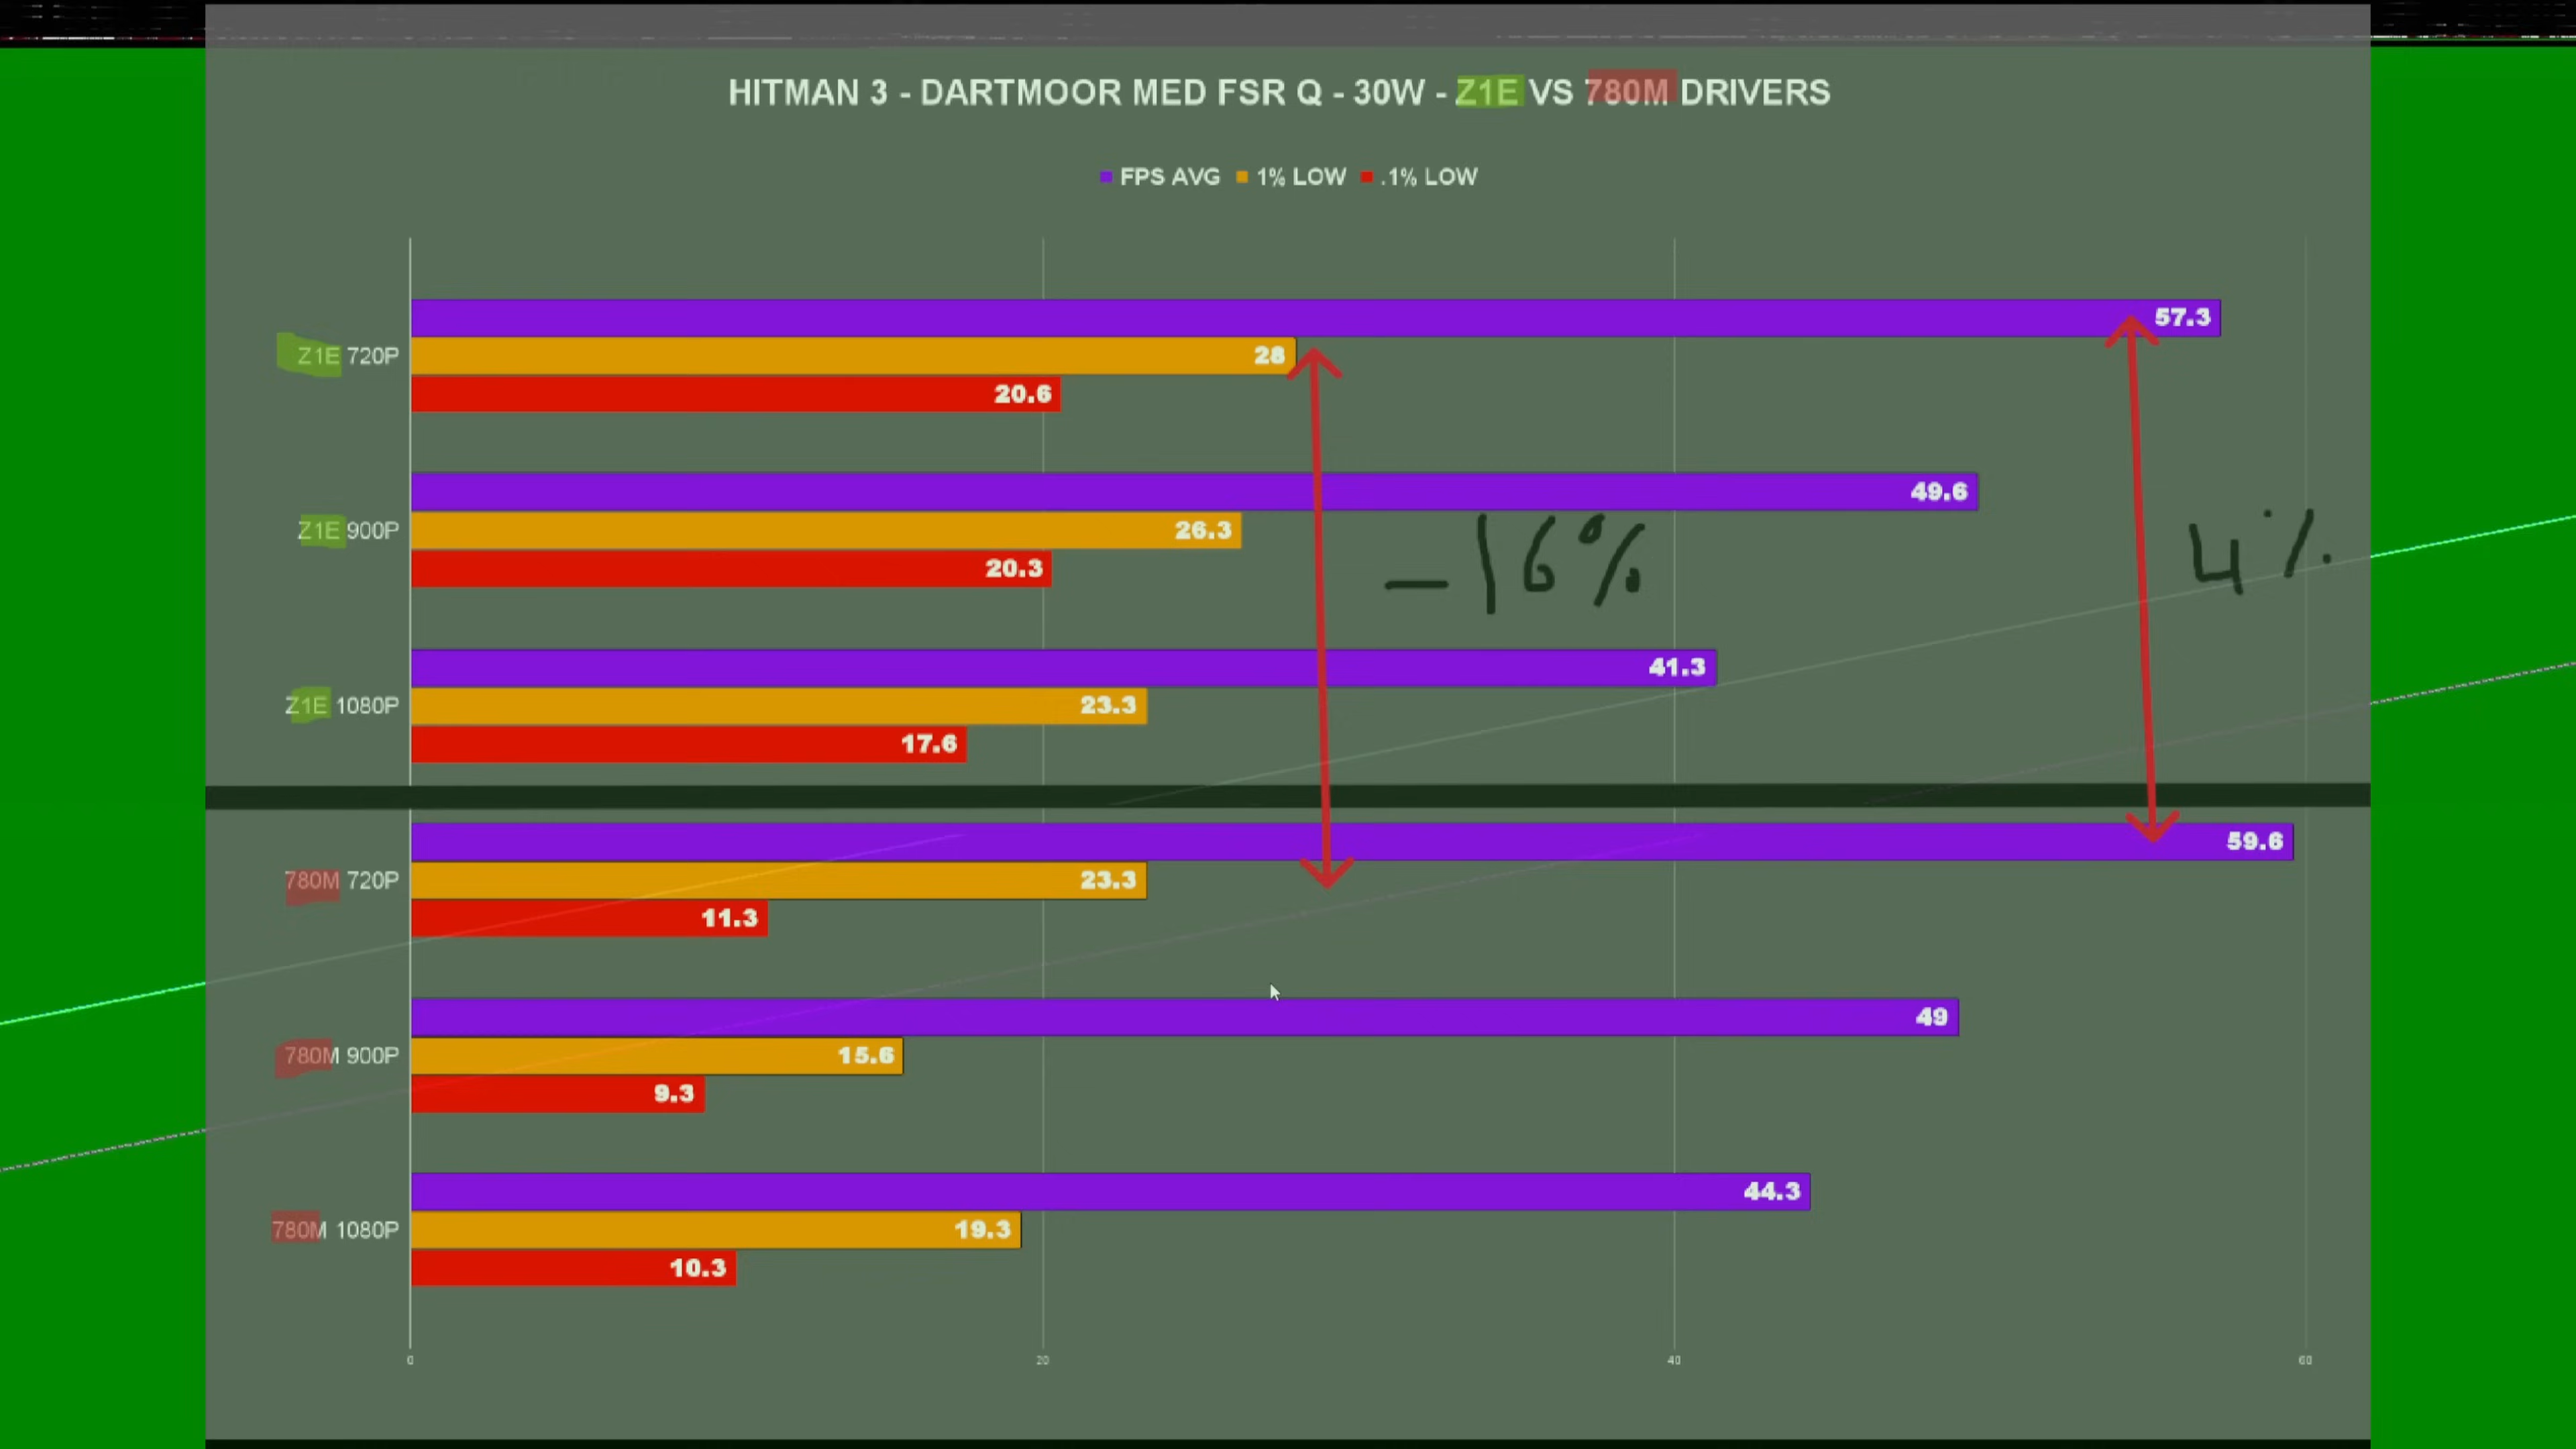 HITMAN 3 - DARTMOOR MED FSR Q - 30W - Z1E VS 780M DRIVERS
FPS AVG 1% LOW .1% LOW
57.3
Z1E 720P 28
20.6
49.6
Z1E 900P 26.3
20.3
-16% 4%
41.3
Z1E 1080P 23.3
17.6
59.6
780M 720P 23.3
11.3
49
780M 900P 15.6
9.3
44.3
780M 1080P 19.3
10.3
0 20 40 60